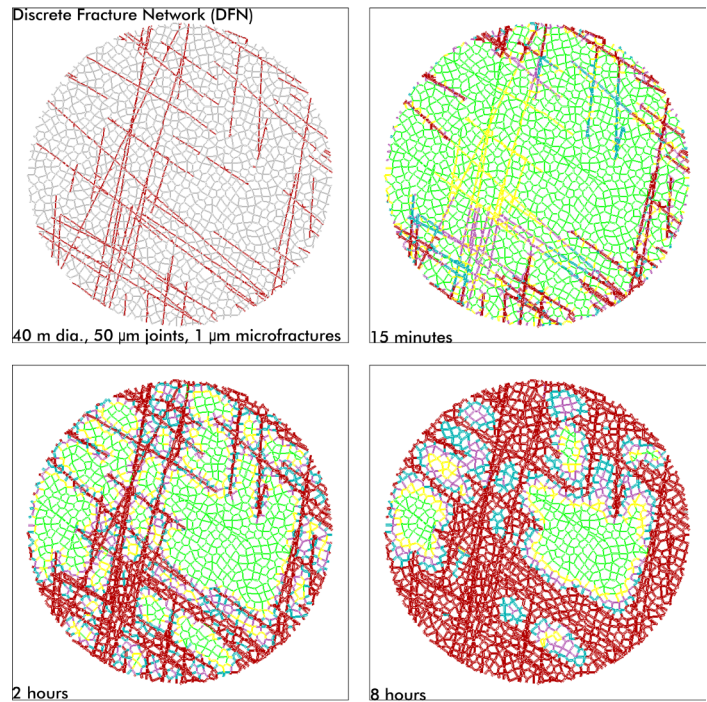 Discrete Fracture Network (DFN)
40 m dia., 50 µm joints, 1 µm microfractures
15 minutes
2 hours
8 hours